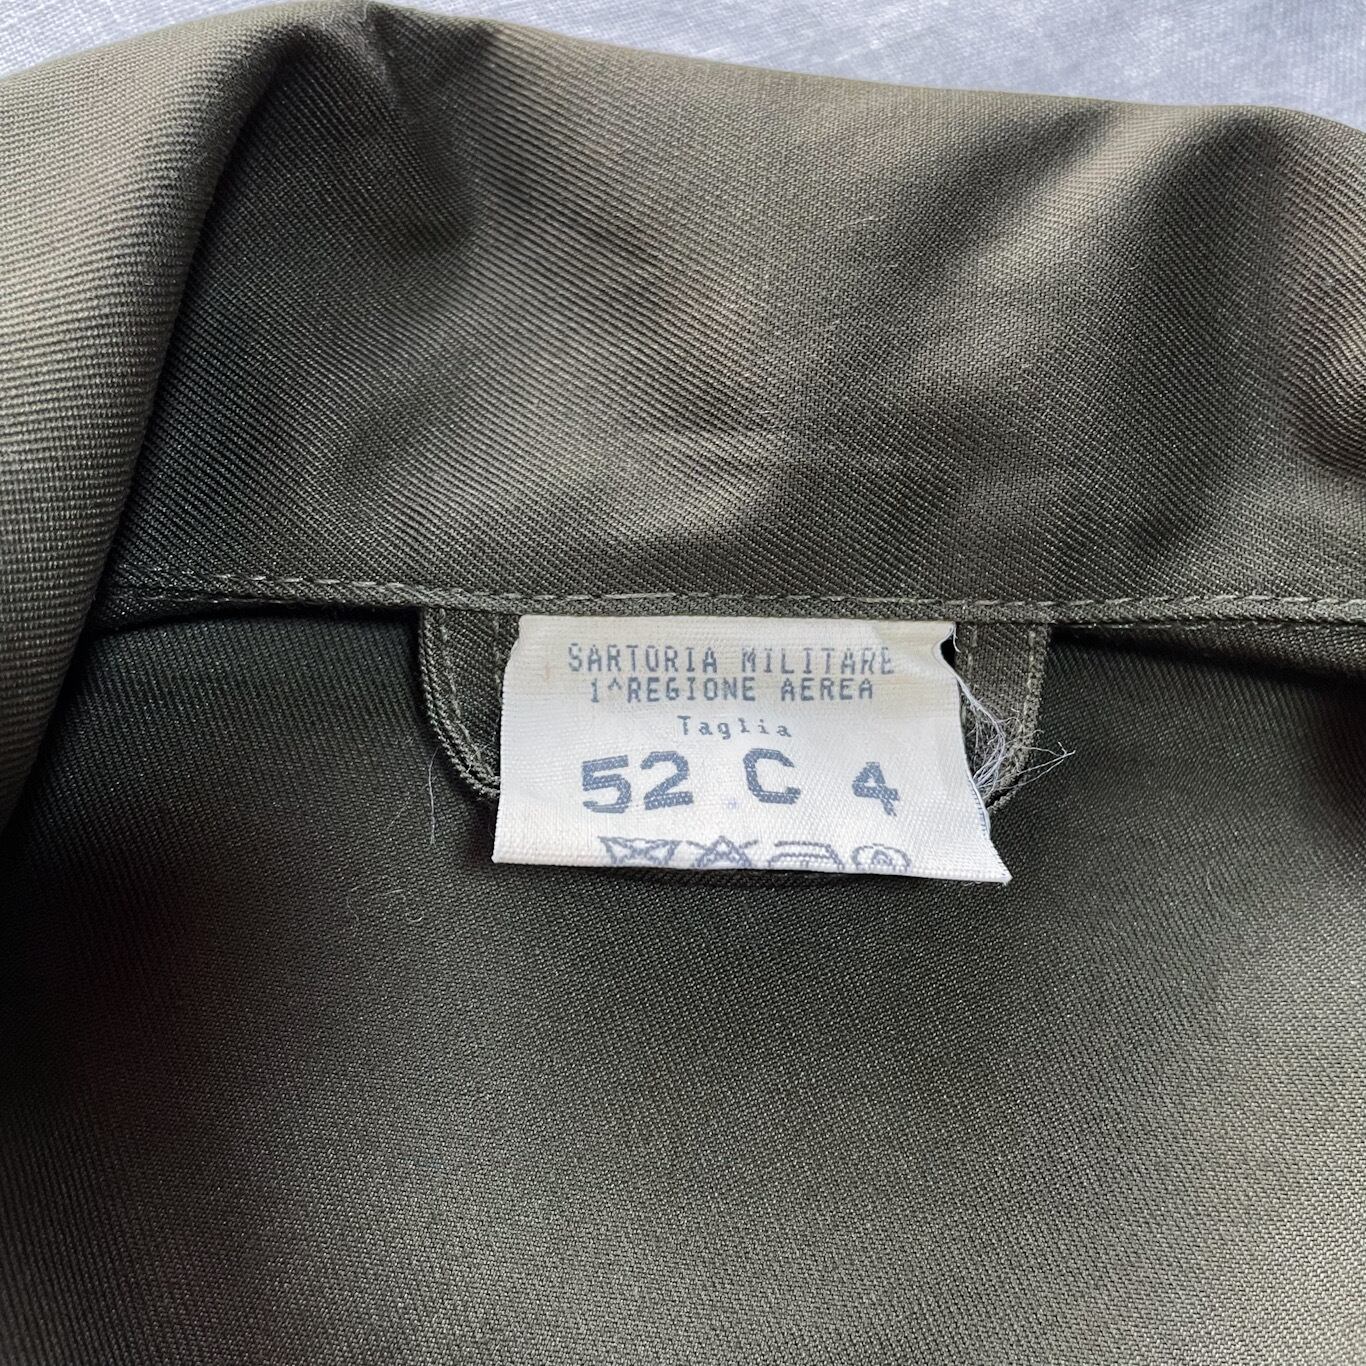 SARTORIA MILITARE
1^REGIONE AEREA
Taglia
52 C 4